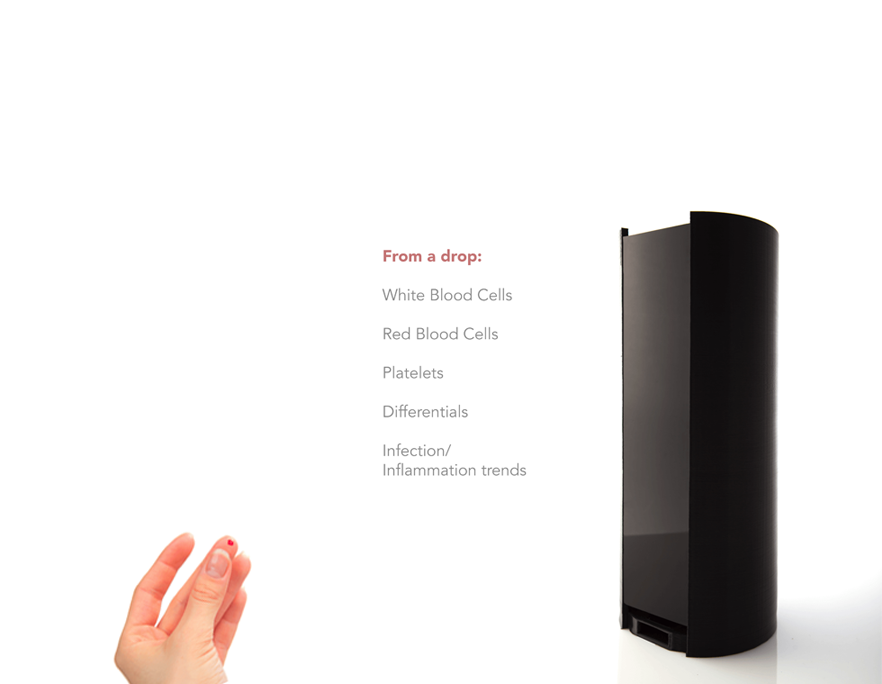 From a drop:
White Blood Cells
Red Blood Cells
Platelets
Differentials
Infection/
Inflammation trends